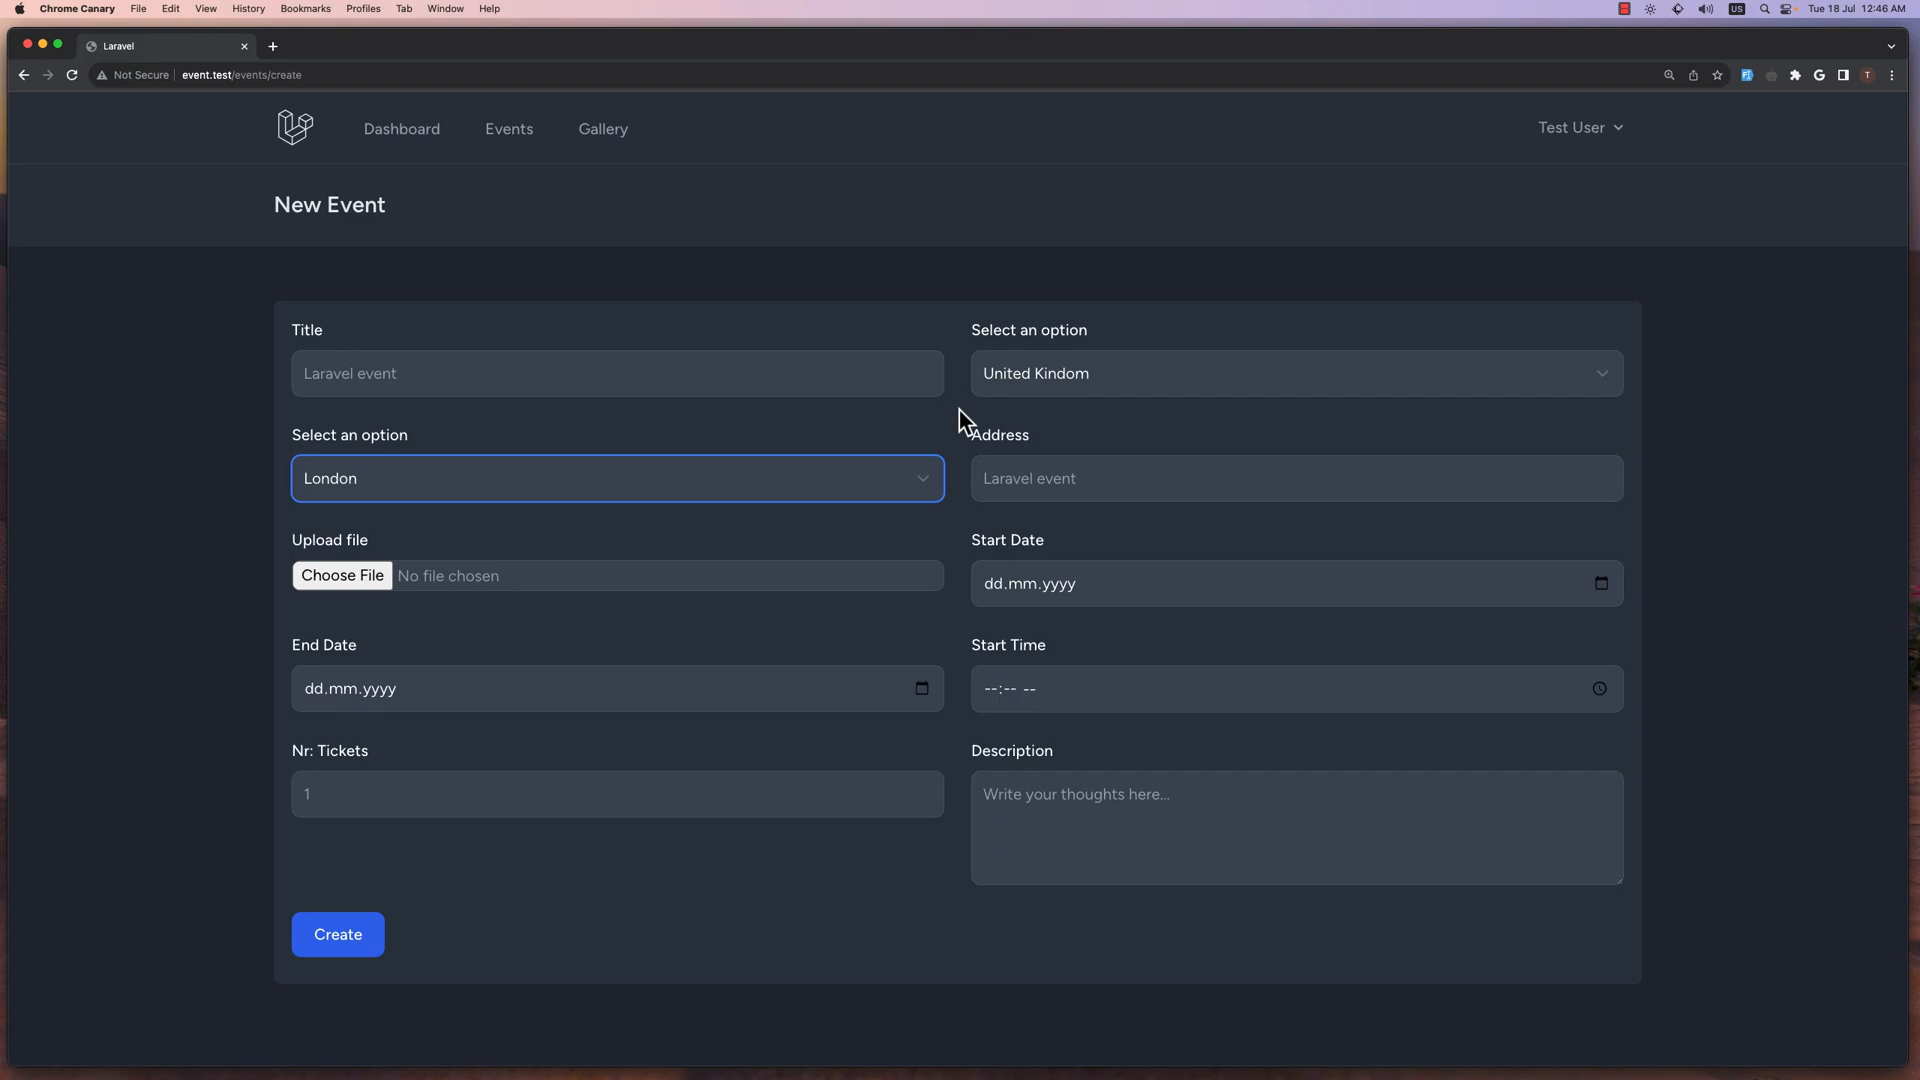 Chrome Canary File Edit View History Bookmarks Profiles Tab Window Help US Tue 18 Jul 12:46 AM
Laravel
Not Secure event.test/events/create T
Dashboard Events Gallery Test User
New Event
Title Select an option
Laravel event United Kindom
Select an option Address
London Laravel event
Upload file Start Date
Choose File No file chosen dd.mm.yyyy
End Date Start Time
dd.mm.yyyy --:-- --
Nr: Tickets Description
1 Write your thoughts here...
Create